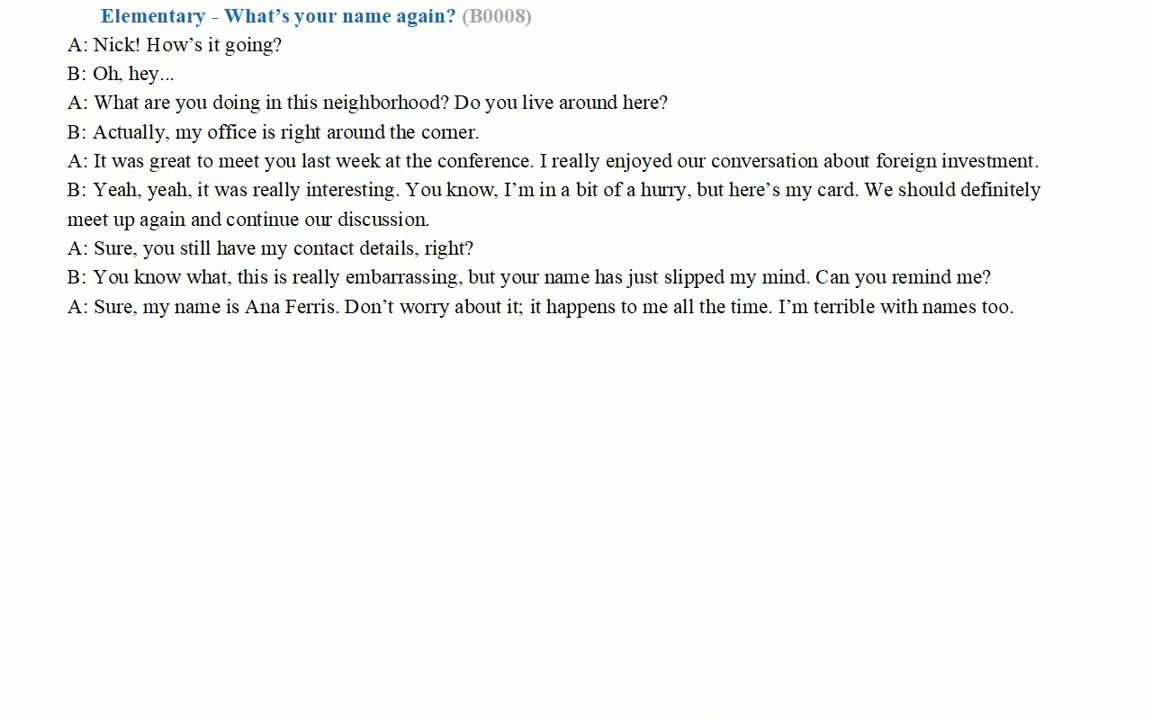 Elementary - What's your name again? (B0008)
A: Nick! How's it going?
B: Oh, hey...
A: What are you doing in this neighborhood? Do you live around here?
B: Actually, my office is right around the corner.
A: It was great to meet you last week at the conference. I really enjoyed our conversation about foreign investment.
B: Yeah, yeah, it was really interesting. You know, I'm in a bit of a hurry, but here's my card. We should definitely
meet up again and continue our discussion.
A: Sure, you still have my contact details, right?
B: You know what, this is really embarrassing, but your name has just slipped my mind. Can you remind me?
A: Sure, my name is Ana Ferris. Don't worry about it; it happens to me all the time. I'm terrible with names too.